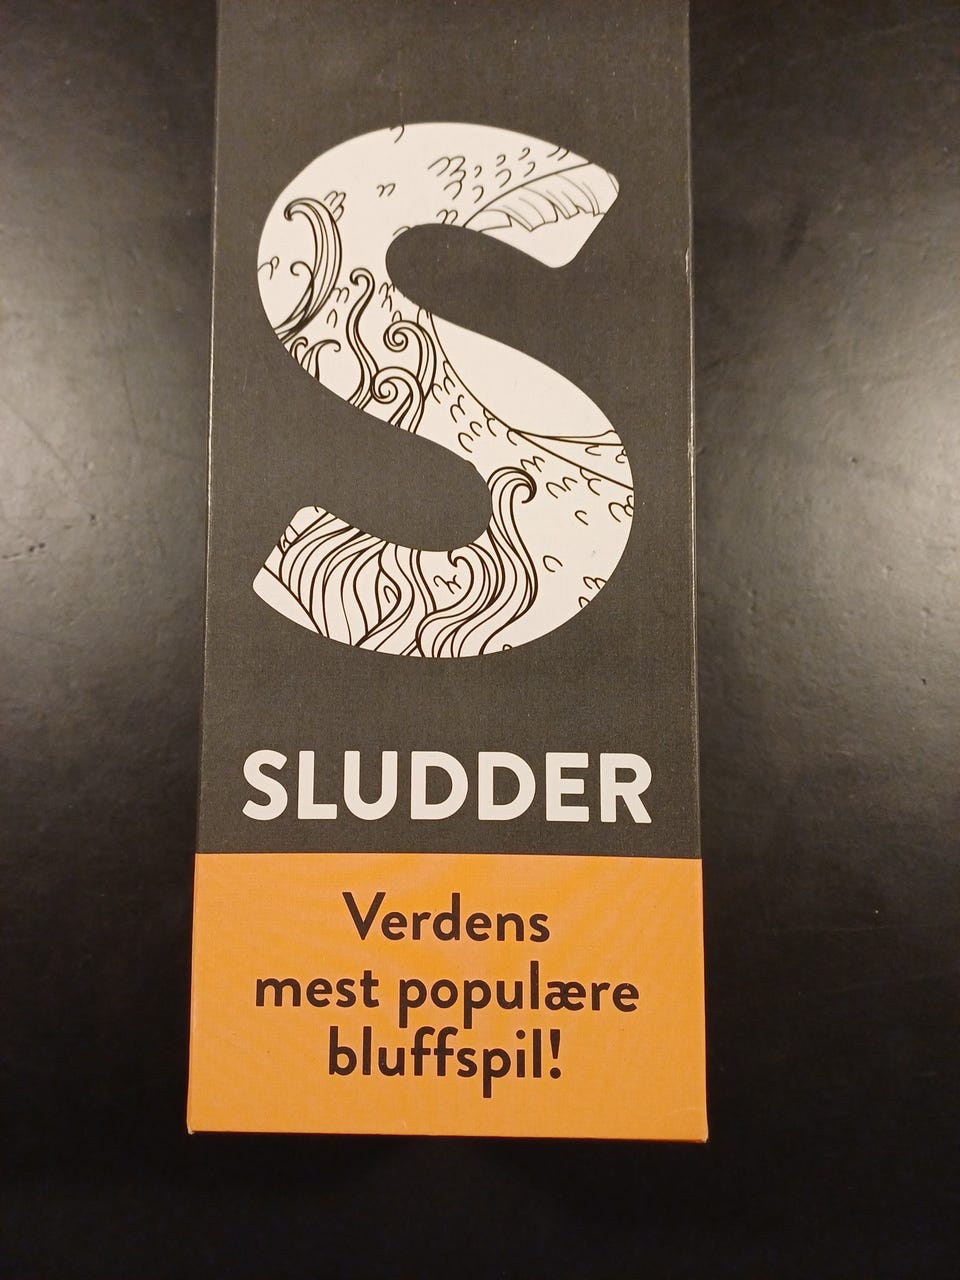 S
SLUDDER
Verdens
mest populære
bluffspil!